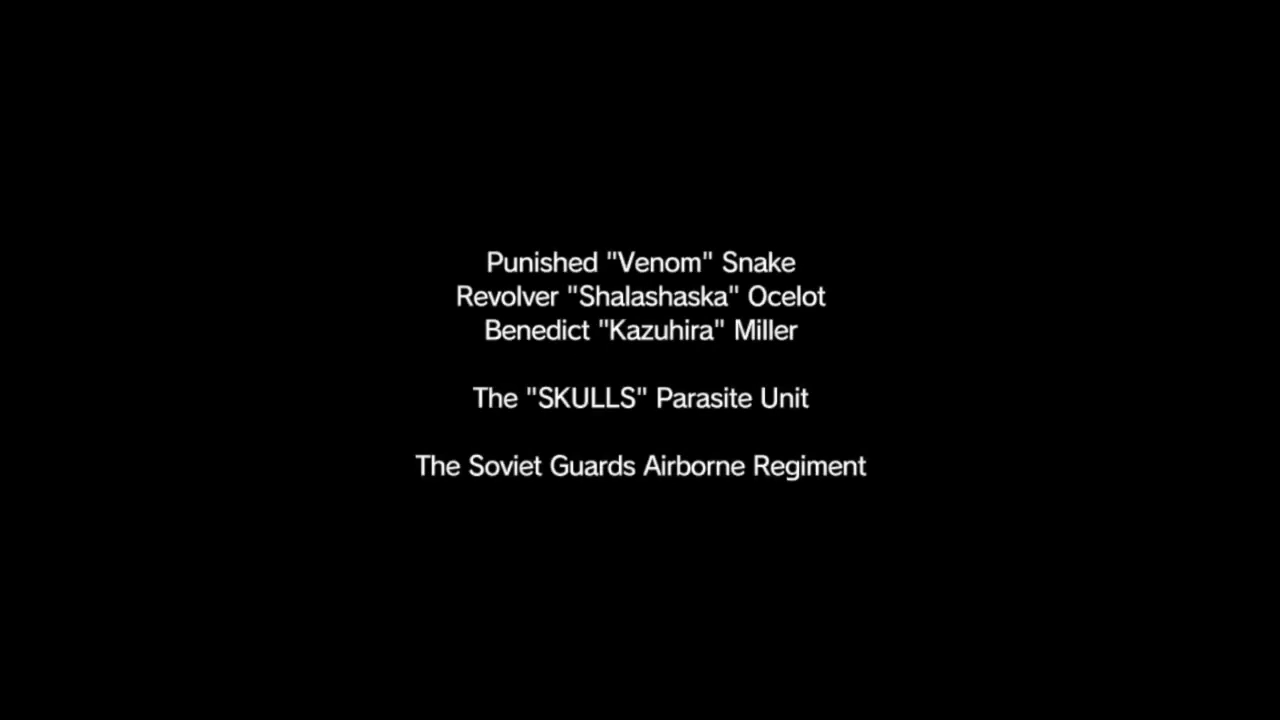 Punished "Venom" Snake
Revolver "Shalashaska" Ocelot
Benedict "Kazuhira" Miller
The "SKULLS" Parasite Unit
The Soviet Guards Airborne Regiment